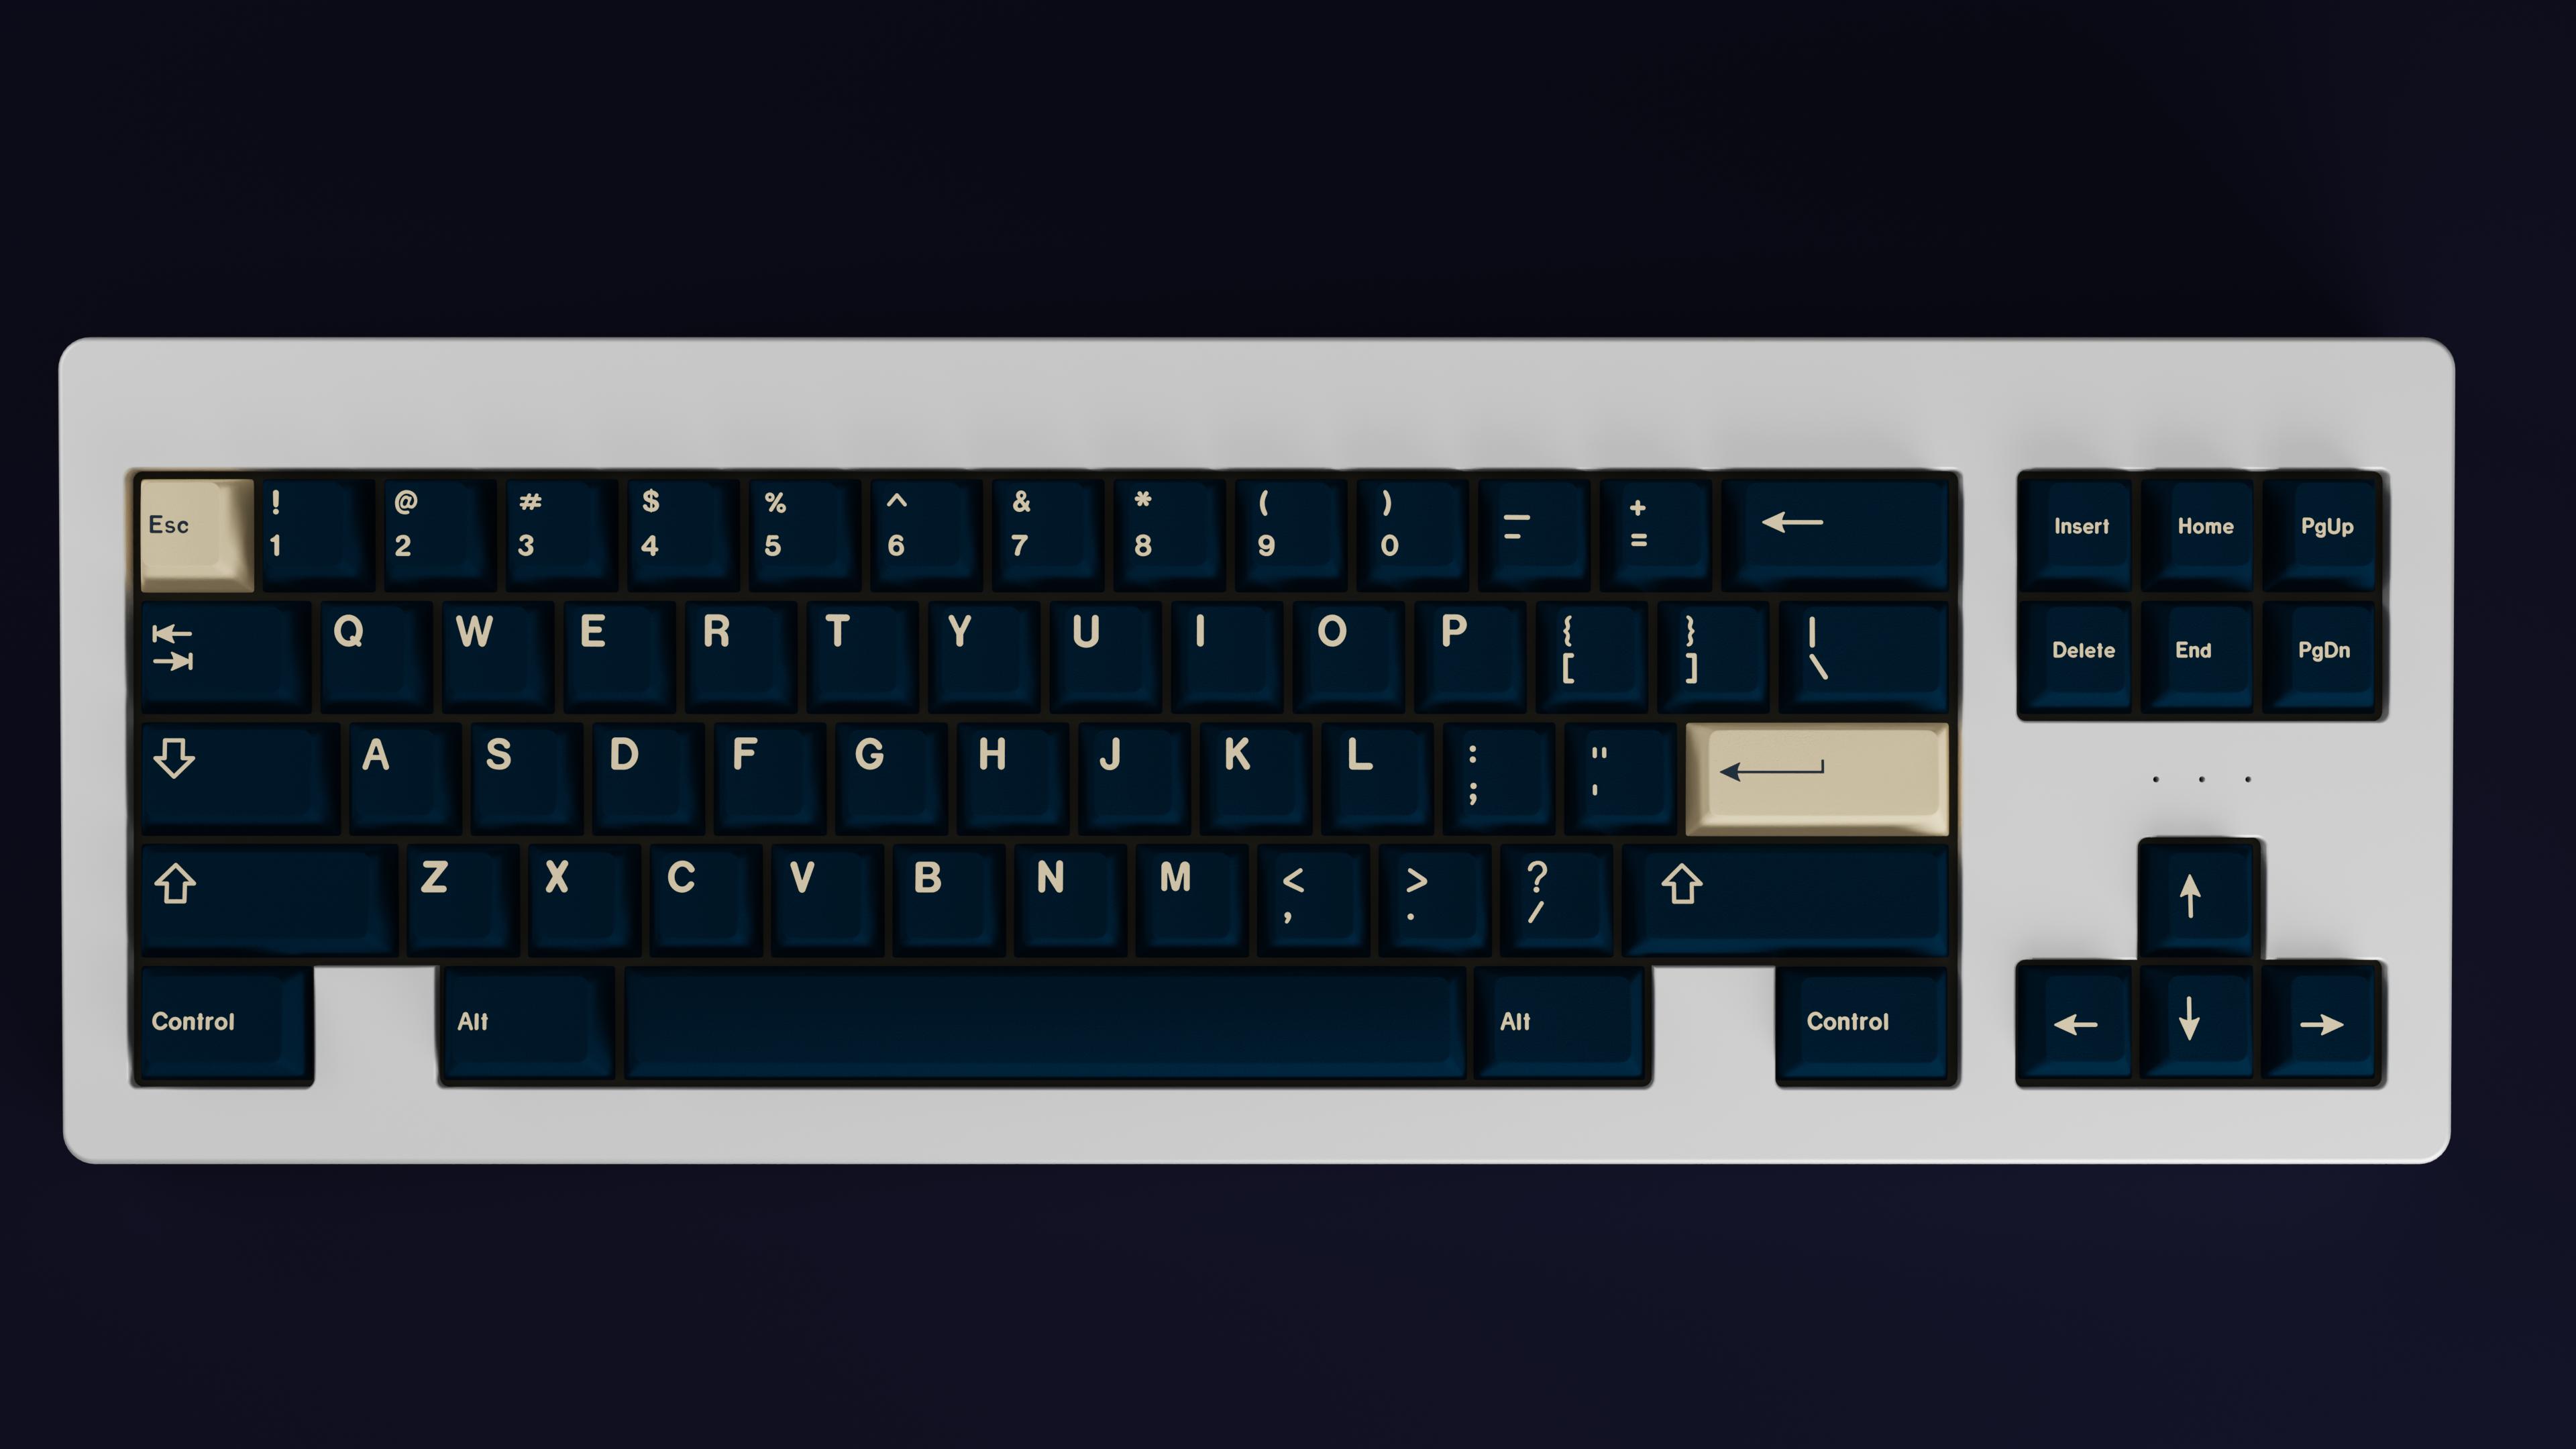 Esc ! @ # $ % ^ & * ( ) _ + ← Insert Home PgUp
1 2 3 4 5 6 7 8 9 0 - =
⇤ Q W E R T Y U I O P { } | Delete End PgDn
⇥ [ ] \
⇩ A S D F G H J K L : " ↵
; '
⇧ Z X C V B N M < > ? ⇧ ↑
, . /
Control Alt Alt Control ← ↓ →